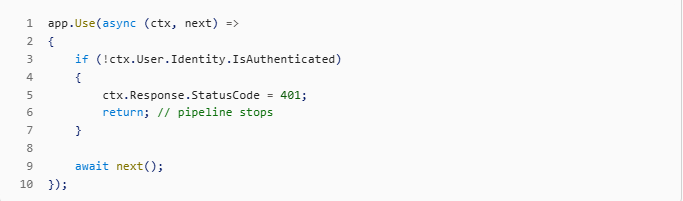 1 app.Use(async (ctx, next) =>
2 {
3     if (!ctx.User.Identity.IsAuthenticated)
4     {
5         ctx.Response.StatusCode = 401;
6         return; // pipeline stops
7     }
8
9     await next();
10 });